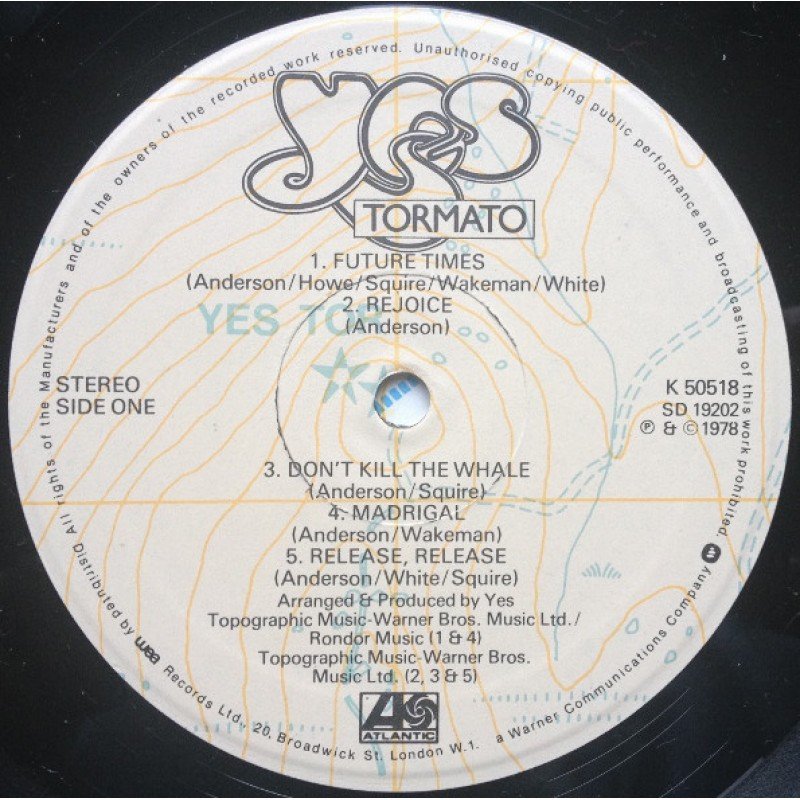 YES
TORMATO
1. FUTURE TIMES
(Anderson/Howe/Squire/Wakeman/White)
2. REJOICE
(Anderson)
YES TOR
STEREO
SIDE ONE
K 50518
SD 19202
Ⓟ & © 1978
3. DON'T KILL THE WHALE
(Anderson/Squire)
4. MADRIGAL
(Anderson/Wakeman)
5. RELEASE, RELEASE
(Anderson/White/Squire)
Arranged & Produced by Yes
Topographic Music-Warner Bros. Music Ltd./
Rondor Music (1 & 4)
Topographic Music-Warner Bros.
Music Ltd. (2, 3 & 5)
ATLANTIC
All rights of the Manufacturers and of the owners of the recorded work reserved. Unauthorised copying public performance and broadcasting of this work prohibited.
Distributed by wea Records Ltd., 20, Broadwick St. London W.1. a Warner Communications Company